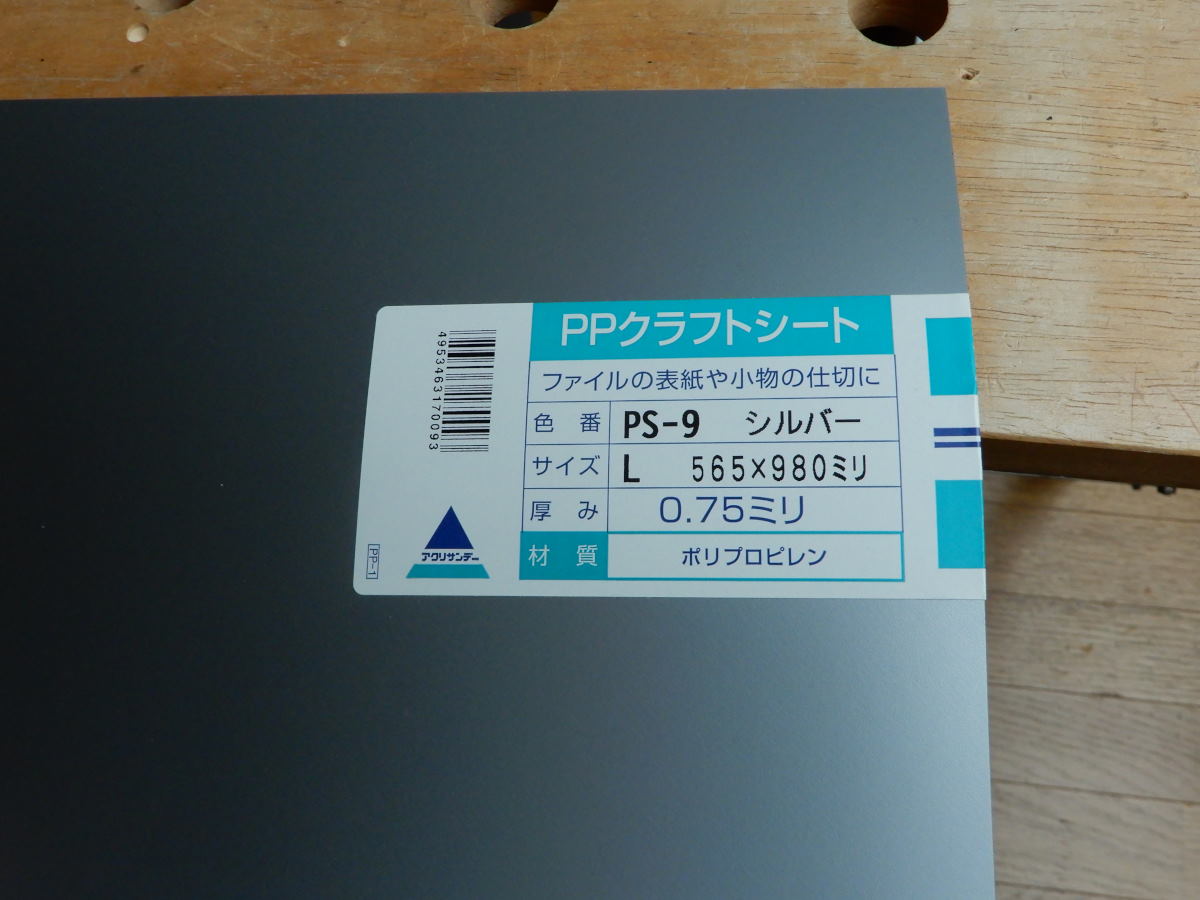 PPクラフトシート
ファイルの表紙や小物の仕切に
色番 PS-9 シルバー
サイズ L 565×980ミリ
厚み 0.75ミリ
材質 ポリプロピレン
4953463170093
アクリサンデー
PP-1